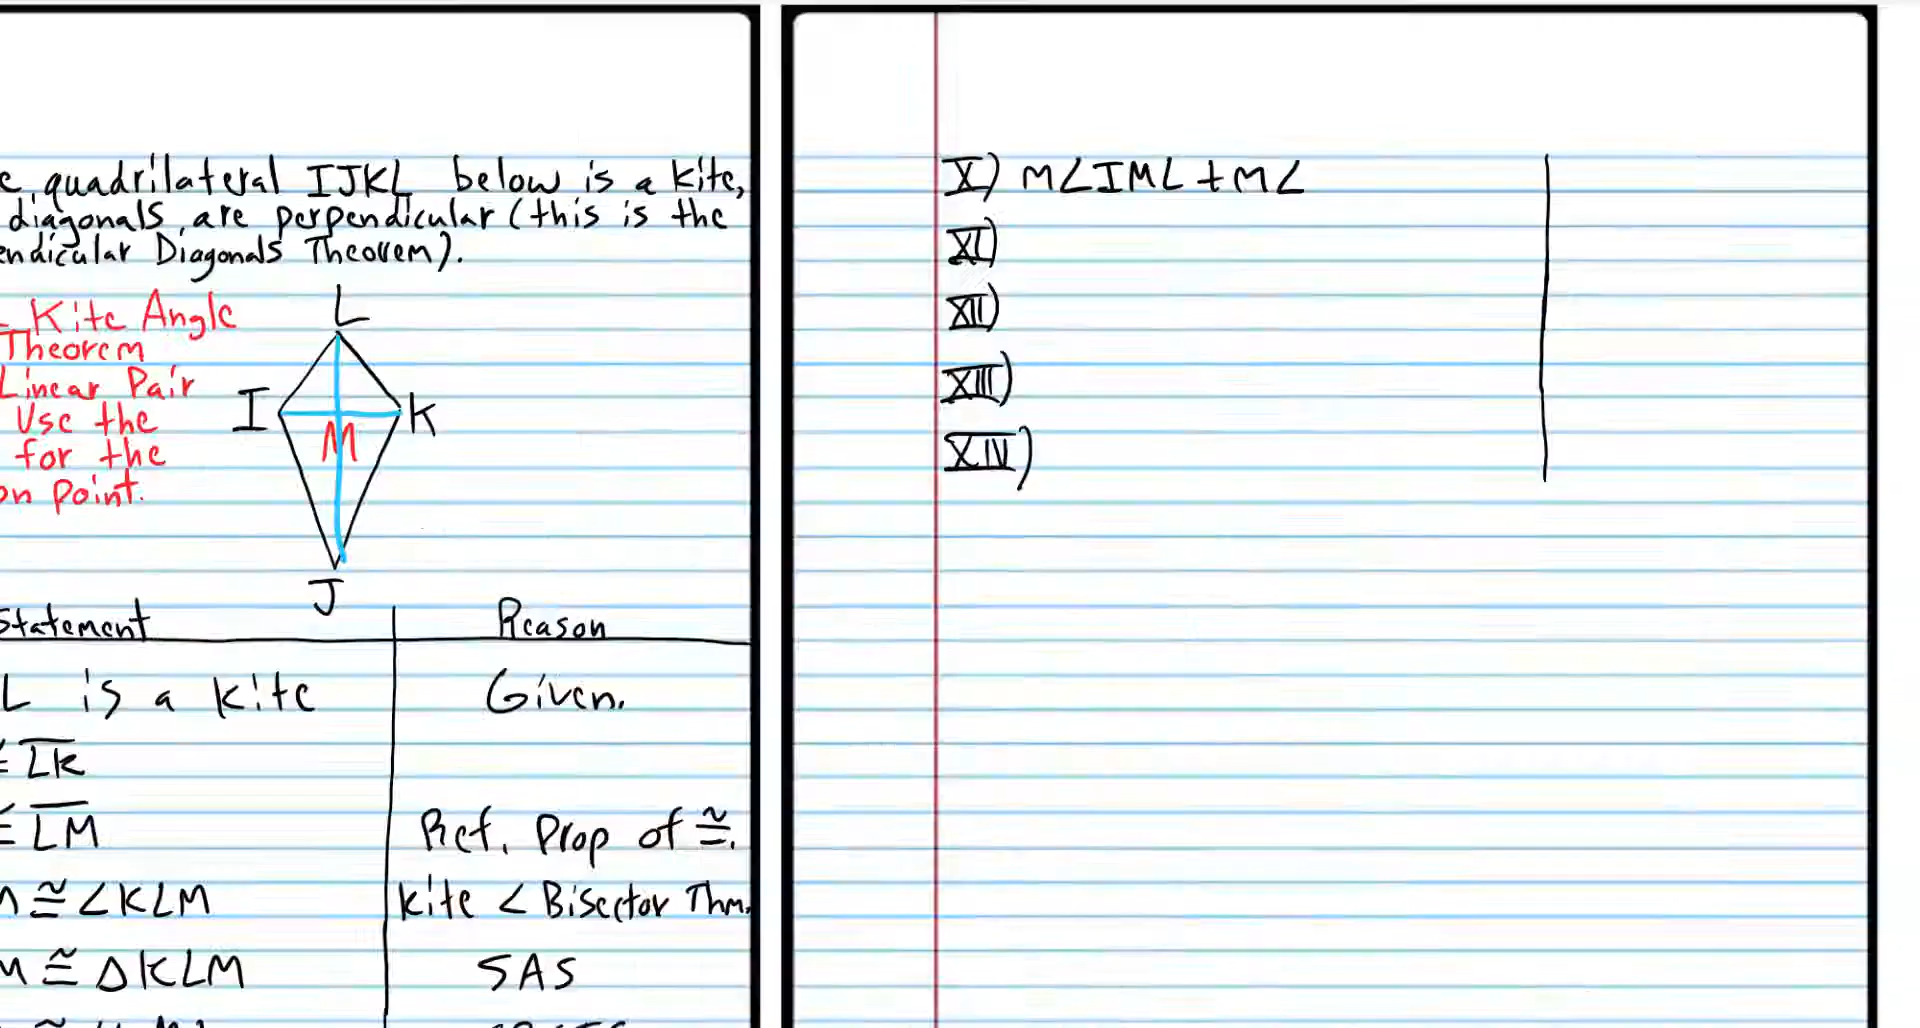 quadrilateral IJKL below is a kite,
diagonals are perpendicular (this is the
endicular Diagonals Theorem).
Kite Angle
Theorem
Linear Pair
Use the
for the
on point.
L
I
K
M
J
Statement Reason
L is a kite Given.
≅ LK
≅ LM Ref. Prop of ≅.
M ≅ ∠KLM Kite ∠ Bisector Thm.
M ≅ △KLM SAS
X) m∠IML + m∠
XI)
XII)
XIII)
XIV)